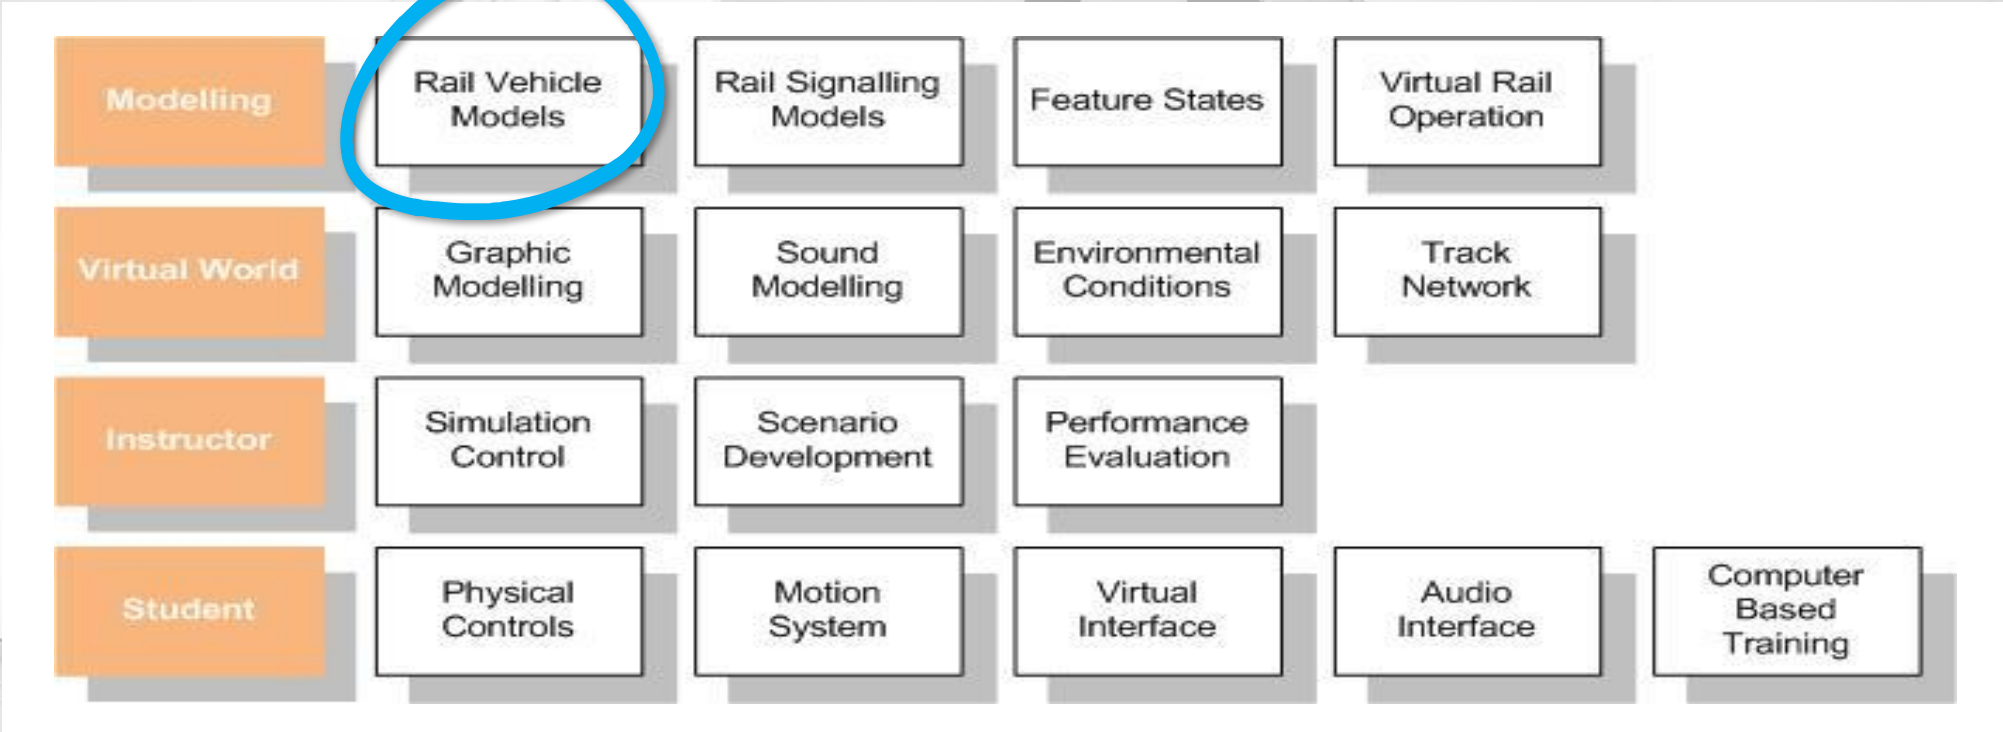 Modelling
Rail Vehicle
Models
Rail Signalling
Models
Feature States
Virtual Rail
Operation
Virtual World
Graphic
Modelling
Sound
Modelling
Environmental
Conditions
Track
Network
Instructor
Simulation
Control
Scenario
Development
Performance
Evaluation
Student
Physical
Controls
Motion
System
Virtual
Interface
Audio
Interface
Computer
Based
Training